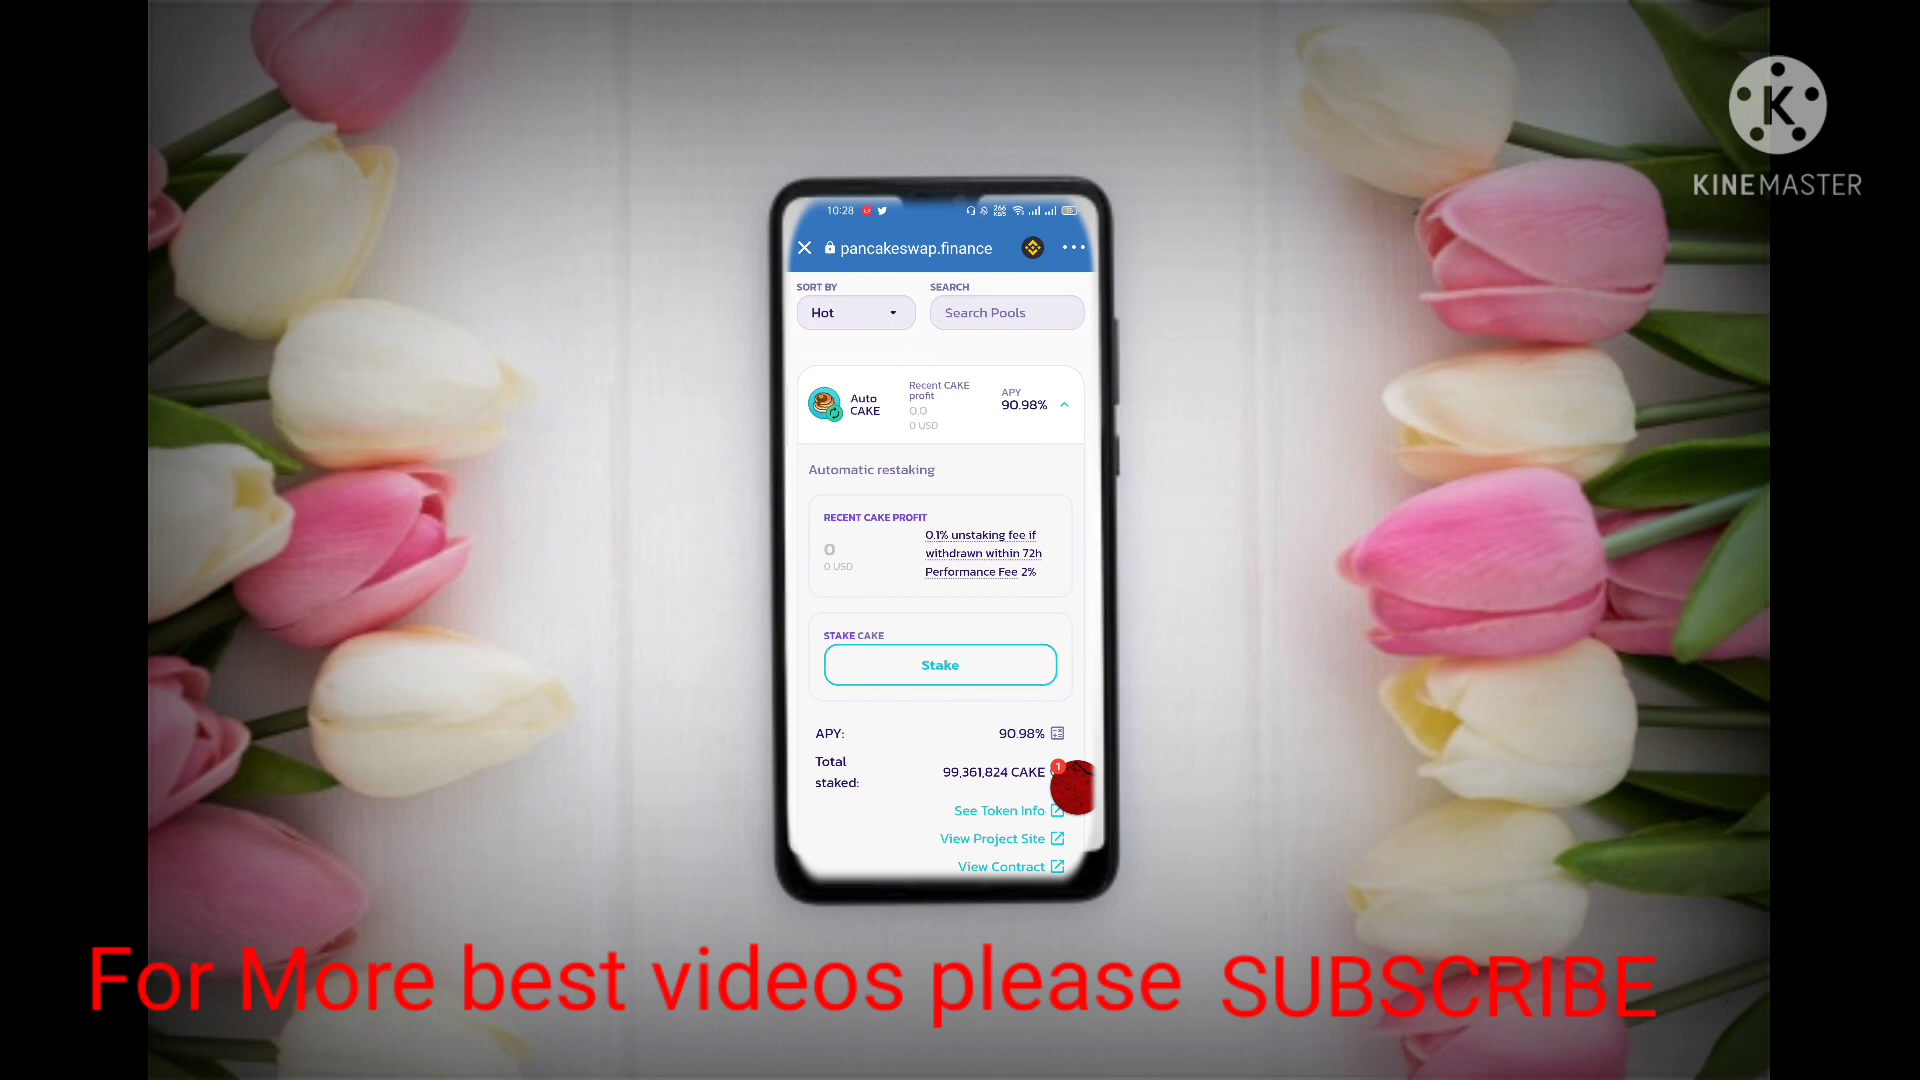 KINEMASTER
10:28
266 KB/S
pancakeswap.finance
SORT BY
SEARCH
Hot
Search Pools
Auto CAKE
Recent CAKE profit
0.0
0 USD
APY
90.98%
Automatic restaking
RECENT CAKE PROFIT
0
0 USD
0.1% unstaking fee if
withdrawn within 72h
Performance Fee 2%
STAKE CAKE
Stake
APY:
90.98%
Total staked:
99,361,824 CAKE
1
See Token Info
View Project Site
View Contract
For More best videos please SUBSCRIBE